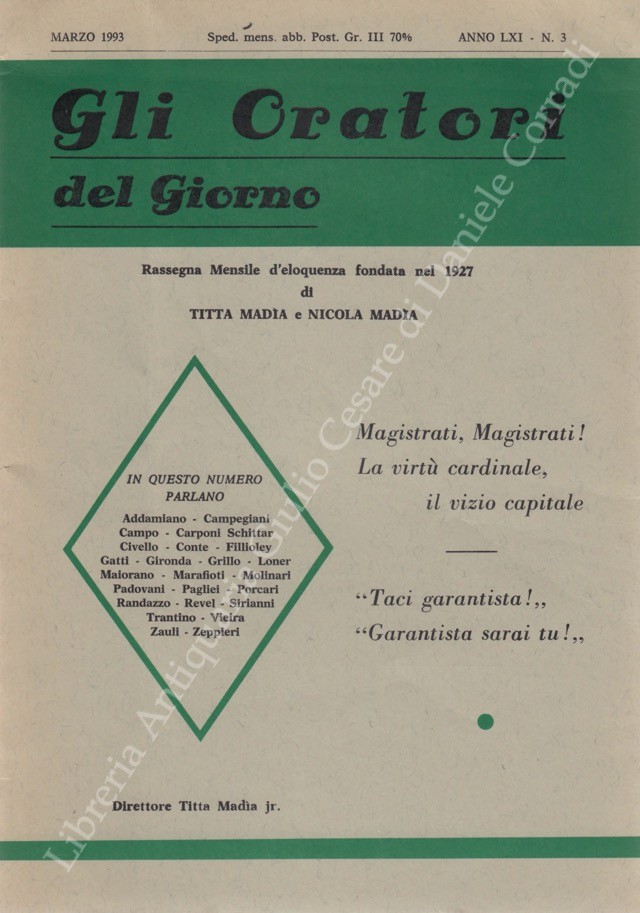 MARZO 1993 Sped. mens. abb. Post. Gr. III 70% ANNO LXI - N. 3
Gli Oratori
del Giorno
Rassegna Mensile d'eloquenza fondata nel 1927
di
TITTA MADÌA e NICOLA MADÌA
IN QUESTO NUMERO
PARLANO
Addamiano - Campegiani
Campo - Carponi Schittar
Civello - Conte - Fillioley
Gatti - Gironda - Grillo - Loner
Maiorano - Marafioti - Molinari
Padovani - Pagliei - Porcari
Randazzo - Revel - Sirianni
Trantino - Vieira
Zauli - Zeppieri
Magistrati, Magistrati!
La virtù cardinale,
il vizio capitale
“Taci garantista!„
“Garantista sarai tu!„
Direttore Titta Madìa jr.
Libreria Antiquaria Giulio Cesare di Daniele Corradi